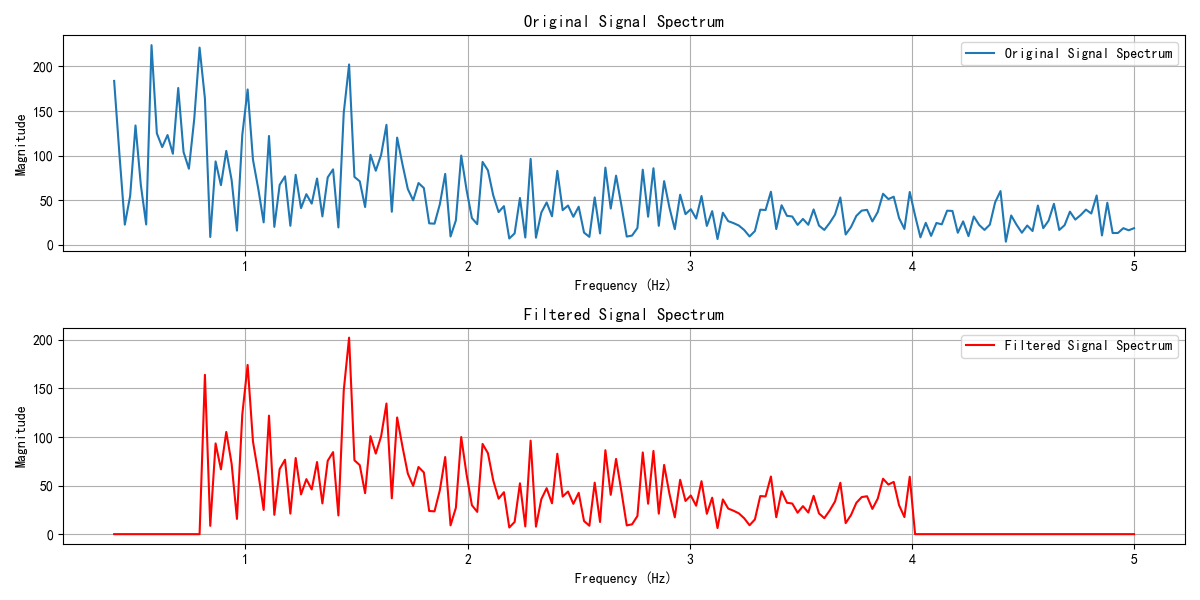 Original Signal Spectrum
Original Signal Spectrum
200
150
100
50
0
Magnitude
1 2 3 4 5
Frequency (Hz)
Filtered Signal Spectrum
Filtered Signal Spectrum
200
150
100
50
0
Magnitude
1 2 3 4 5
Frequency (Hz)